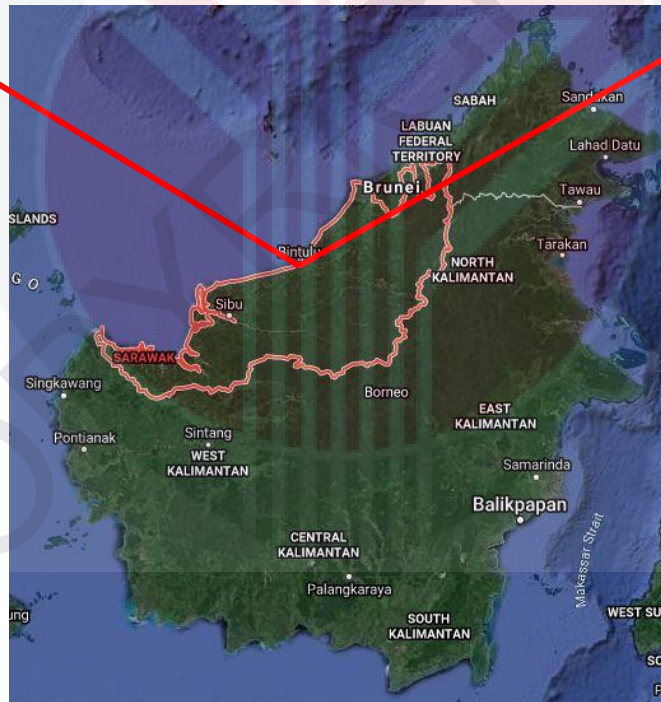 SABAH
Sandakan
LABUAN
FEDERAL
TERRITORY
Lahad Datu
Brunei
Tawau
SLANDS
Bintulu
Tarakan
NORTH
KALIMANTAN
G O
Sibu
SARAWAK
Singkawang
Borneo
EAST
KALIMANTAN
Pontianak
Sintang
WEST
KALIMANTAN
Samarinda
Balikpapan
CENTRAL
KALIMANTAN
Makassar Strait
Palangkaraya
ung
SOUTH
KALIMANTAN
WEST SU
SO
P